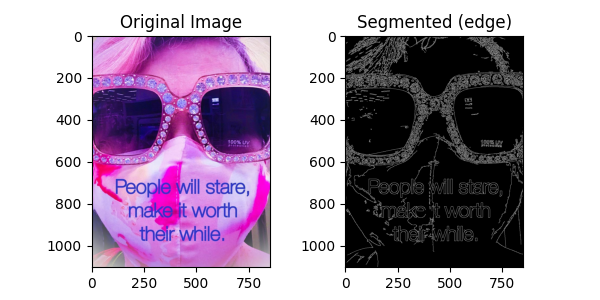 Original Image
Segmented (edge)
0
200
400
600
800
1000
0
250
500
750
100% UV
People will stare,
make it worth
their while.
0
200
400
600
800
1000
0
250
500
750
People will stare,
make it worth
their while.